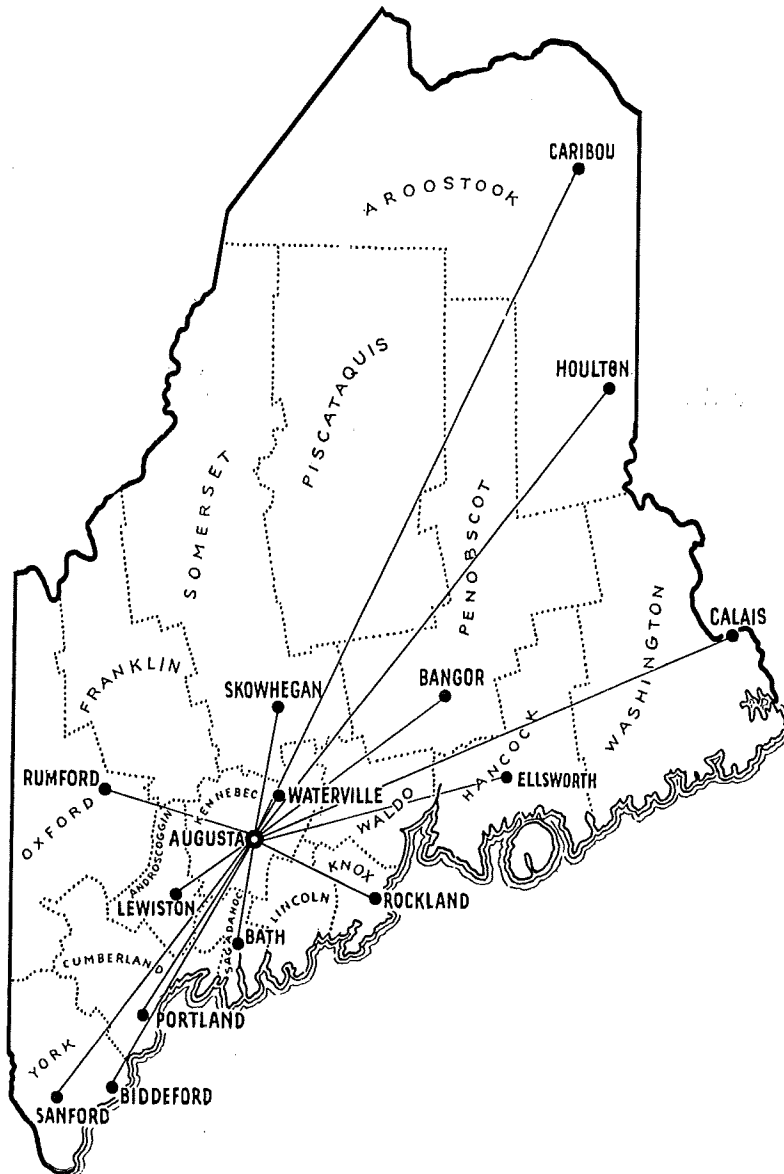 CARIBOU
AROOSTOOK
HOULTON
PISCATAQUIS
SOMERSET
PENOBSCOT
CALAIS
WASHINGTON
FRANKLIN
SKOWHEGAN
BANGOR
HANCOCK
RUMFORD
ELLSWORTH
KENNEBEC
WATERVILLE
OXFORD
WALDO
AUGUSTA
ANDROSCOGGIN
KNOX
LEWISTON
LINCOLN
ROCKLAND
SAGADAHOC
BATH
CUMBERLAND
PORTLAND
YORK
BIDDEFORD
SANFORD